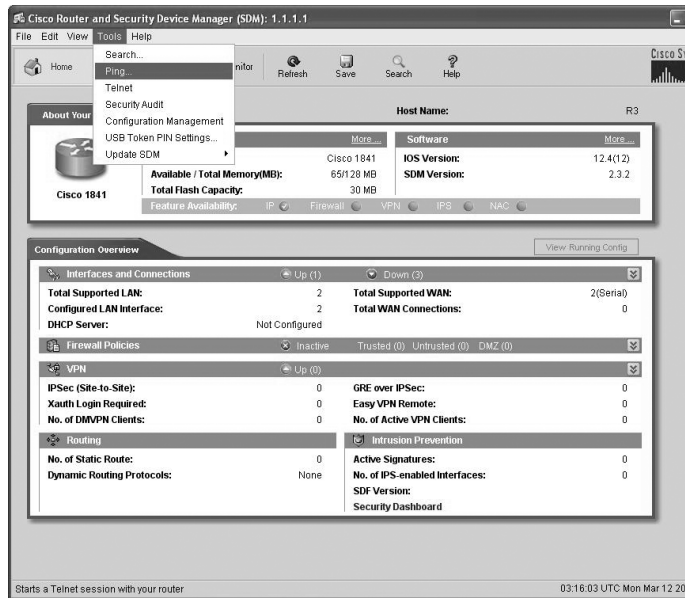 Cisco Router and Security Device Manager (SDM): 1.1.1.1
File Edit View Tools Help
Search...
Ping...
Telnet
Security Audit
Configuration Management
USB Token PIN Settings...
Update SDM
Home
nitor
Refresh
Save
Search
Help
Cisco Sy
About Your
Host Name: R3
More ...
Cisco 1841
Available / Total Memory(MB): 65/128 MB
Total Flash Capacity: 30 MB
Cisco 1841
Software More ...
IOS Version: 12.4(12)
SDM Version: 2.3.2
Feature Availability: IP Firewall VPN IPS NAC
Configuration Overview
View Running Config
Interfaces and Connections Up (1) Down (3)
Total Supported LAN: 2 Total Supported WAN: 2(Serial)
Configured LAN Interface: 2 Total WAN Connections: 0
DHCP Server: Not Configured
Firewall Policies Inactive Trusted (0) Untrusted (0) DMZ (0)
VPN Up (0)
IPSec (Site-to-Site): 0 GRE over IPSec: 0
Xauth Login Required: 0 Easy VPN Remote: 0
No. of DMVPN Clients: 0 No. of Active VPN Clients: 0
Routing
No. of Static Route: 0
Dynamic Routing Protocols: None
Intrusion Prevention
Active Signatures: 0
No. of IPS-enabled Interfaces: 0
SDF Version:
Security Dashboard
Starts a Telnet session with your router
03:16:03 UTC Mon Mar 12 20